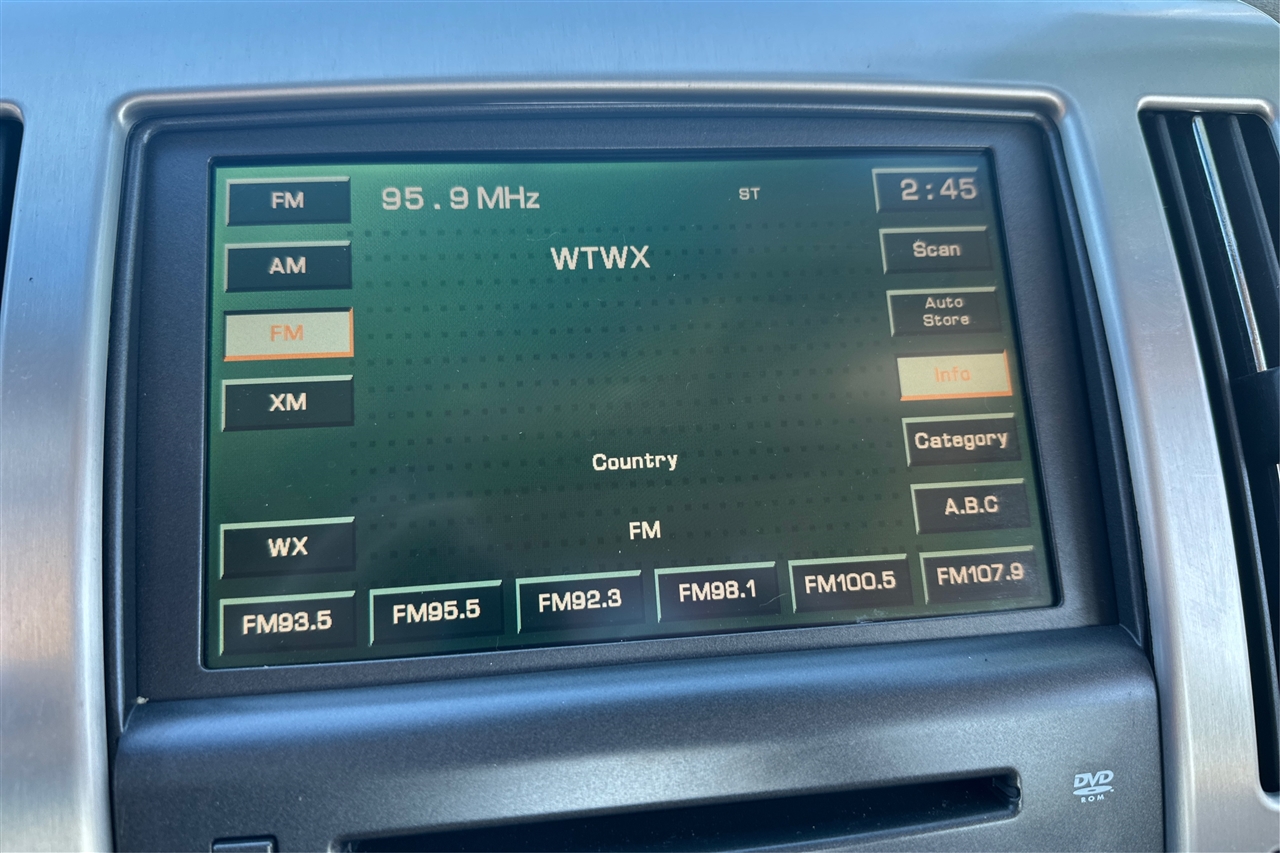 FM
95.9 MHz
ST
2:45
AM
WTWX
Scan
FM
Auto
Store
XM
Info
Country
Category
WX
FM
A.B.C
FM93.5
FM95.5
FM92.3
FM98.1
FM100.5
FM107.9
DVD
ROM